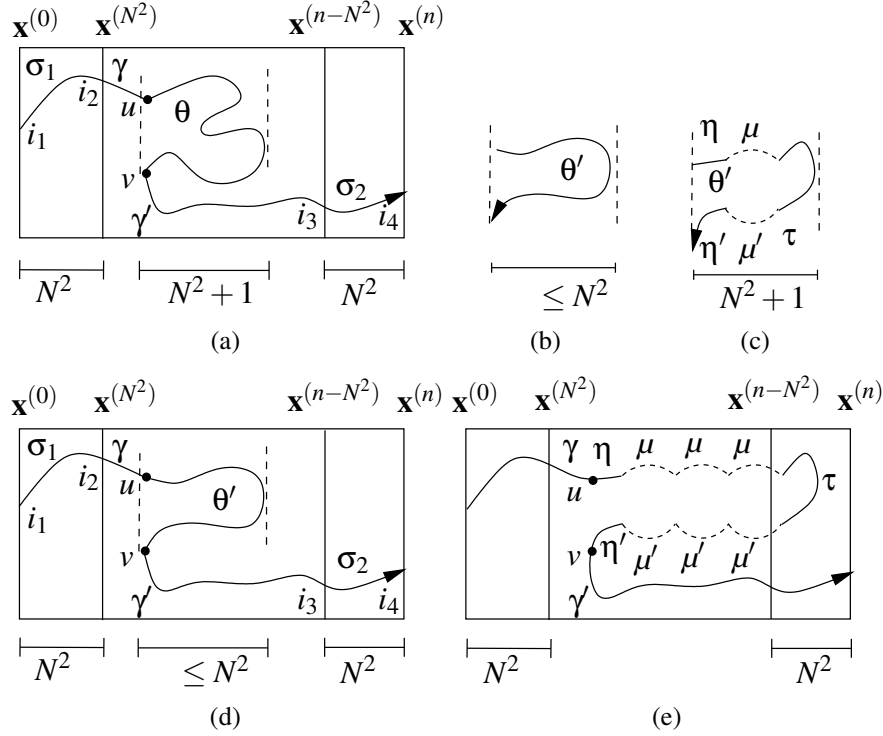 x^(0) x^(N^2) x^(n-N^2) x^(n)
σ1 γ
i2 u θ
i1
v σ2
γ′ i3 i4
N^2 N^2 + 1 N^2
(a)
θ′
≤ N^2
(b)
η μ
θ′
η′ μ′ τ
N^2 + 1
(c)
x^(0) x^(N^2) x^(n-N^2) x^(n)
σ1 γ
i2 u θ′
i1
v σ2
γ′ i3 i4
N^2 ≤ N^2 N^2
(d)
x^(0) x^(N^2) x^(n-N^2) x^(n)
γ η μ μ μ
u τ
v η′ μ′ μ′ μ′
γ′
N^2 N^2
(e)